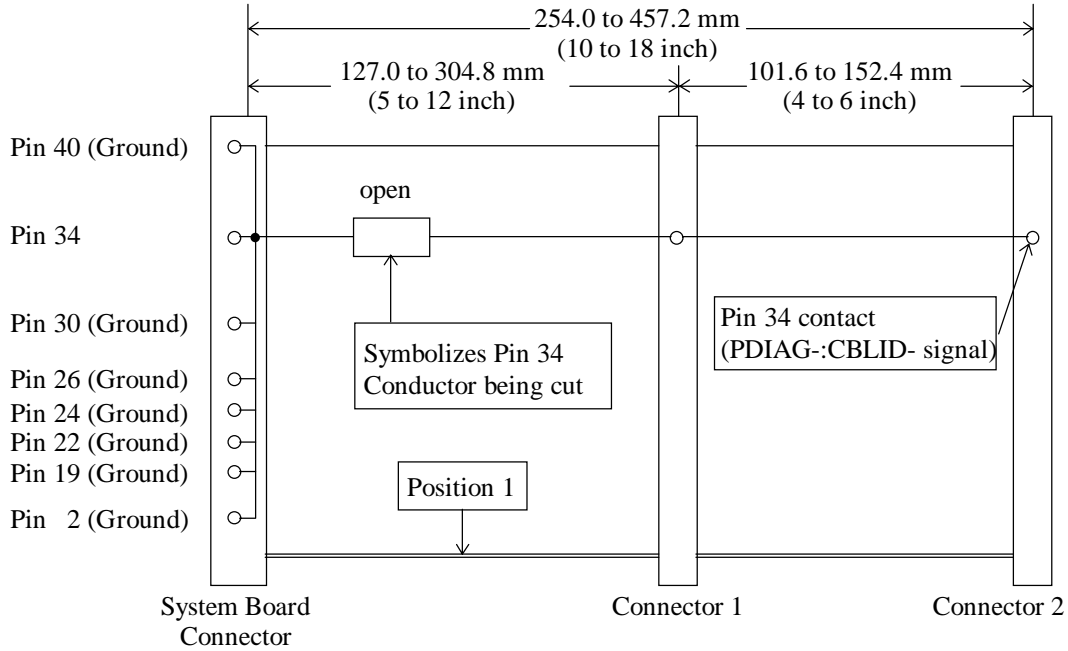 254.0 to 457.2 mm
(10 to 18 inch)
127.0 to 304.8 mm
(5 to 12 inch)
101.6 to 152.4 mm
(4 to 6 inch)
Pin 40 (Ground)
open
Pin 34
Pin 30 (Ground)
Symbolizes Pin 34
Conductor being cut
Pin 34 contact
(PDIAG-:CBLID- signal)
Pin 26 (Ground)
Pin 24 (Ground)
Pin 22 (Ground)
Pin 19 (Ground)
Position 1
Pin 2 (Ground)
System Board
Connector
Connector 1
Connector 2